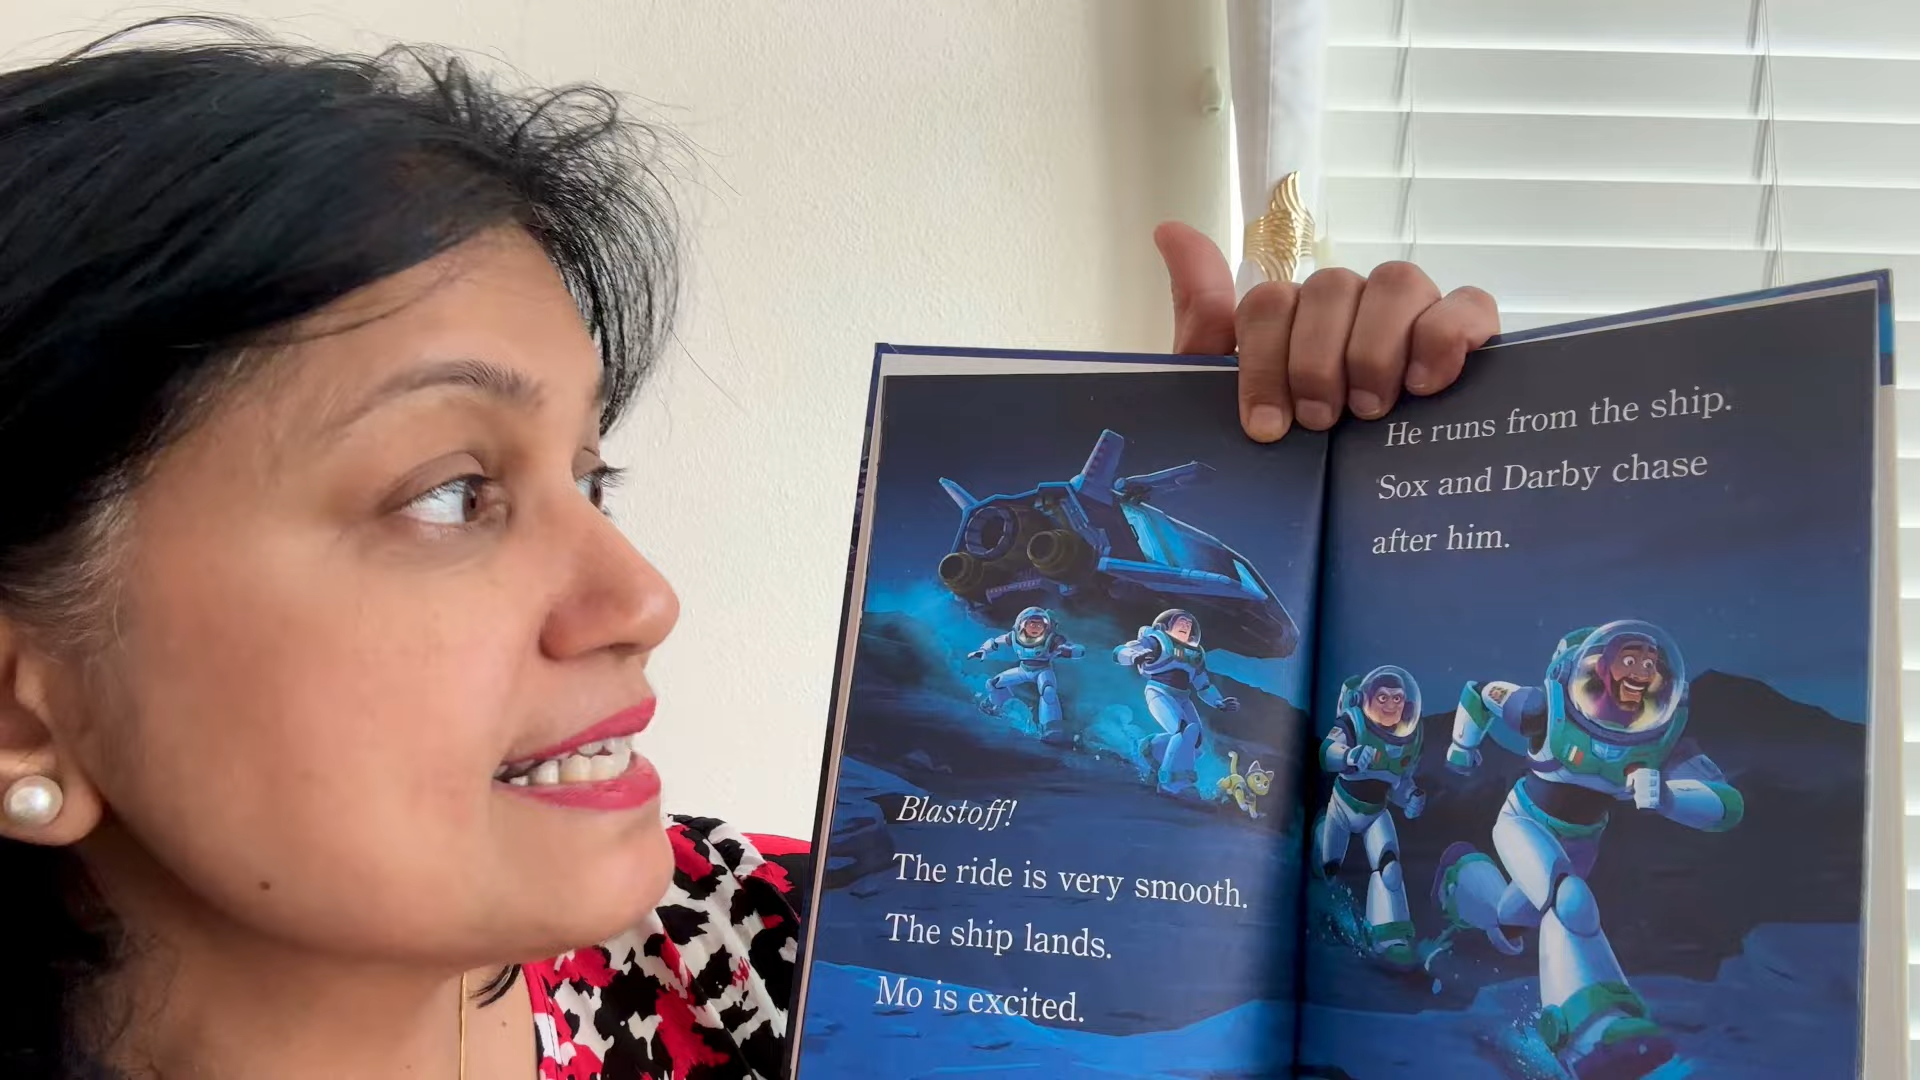 Blastoff!
The ride is very smooth.
The ship lands.
Mo is excited.
He runs from the ship.
Sox and Darby chase
after him.